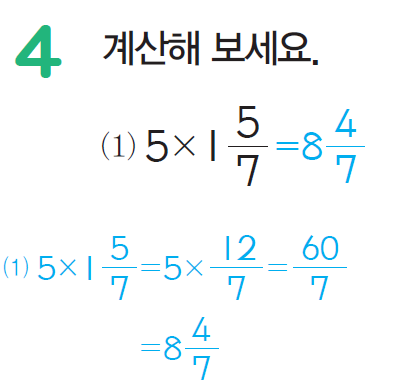 4 계산해 보세요.
(1) 5×1 5/7 =8 4/7
(1) 5×1 5/7 =5× 12/7 = 60/7
=8 4/7